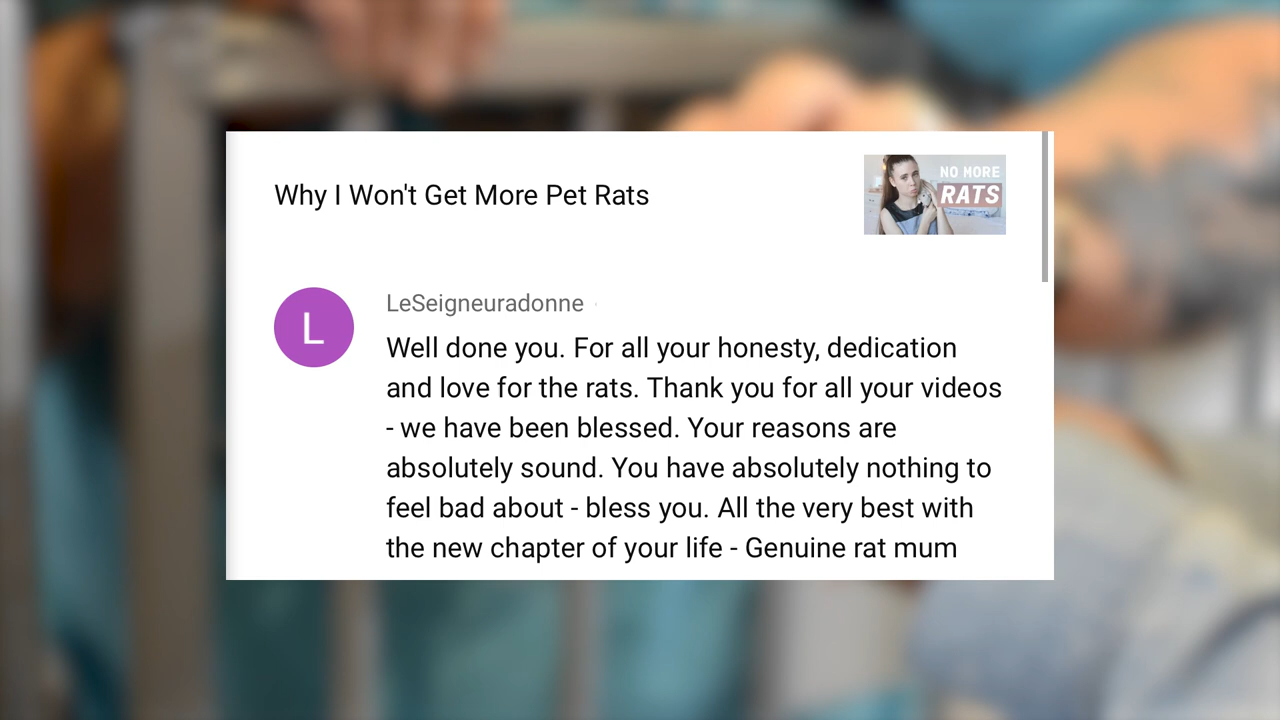 Why I Won't Get More Pet Rats
NO MORE
RATS
L
LeSeigneuradonne
Well done you. For all your honesty, dedication
and love for the rats. Thank you for all your videos
- we have been blessed. Your reasons are
absolutely sound. You have absolutely nothing to
feel bad about - bless you. All the very best with
the new chapter of your life - Genuine rat mum